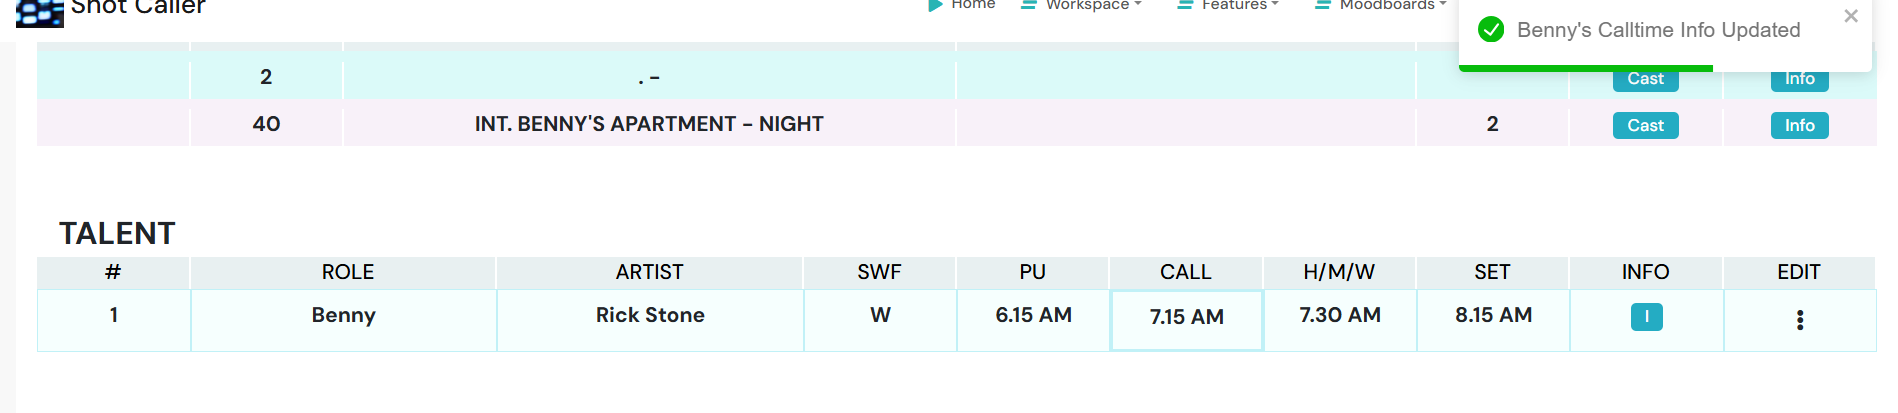 Shot Caller
Home Workspace Features Moodboards
Benny's Calltime Info Updated ×
2 . - Cast Info
40 INT. BENNY'S APARTMENT - NIGHT 2 Cast Info
TALENT
# ROLE ARTIST SWF PU CALL H/M/W SET INFO EDIT
1 Benny Rick Stone W 6.15 AM 7.15 AM 7.30 AM 8.15 AM I